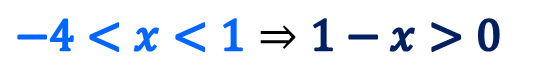 −4 < x < 1 ⇒ 1 − x > 0